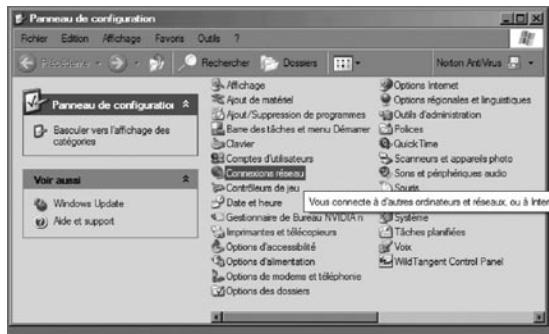 Panneau de configuration
Fichier Edition Affichage Favoris Outils ?
Précédente Rechercher Dossiers Norton AntiVirus
Panneau de configuration
Basculer vers l'affichage des
catégories
Voir aussi
Windows Update
Aide et support
Affichage
Ajout de matériel
Ajout/Suppression de programmes
Barre des tâches et menu Démarrer
Clavier
Comptes d'utilisateurs
Connexions réseau
Contrôleurs de jeu
Date et heure
Gestionnaire de Bureau NVIDIA n
Imprimantes et télécopieurs
Options d'accessibilité
Options d'alimentation
Options de modems et téléphonie
Options des dossiers
Options Internet
Options régionales et linguistiques
Outils d'administration
Polices
QuickTime
Scanneurs et appareils photo
Sons et périphériques audio
Souris
Vous connecte à d'autres ordinateurs et réseaux, ou à Inter
Système
Tâches planifiées
Voix
WildTangent Control Panel